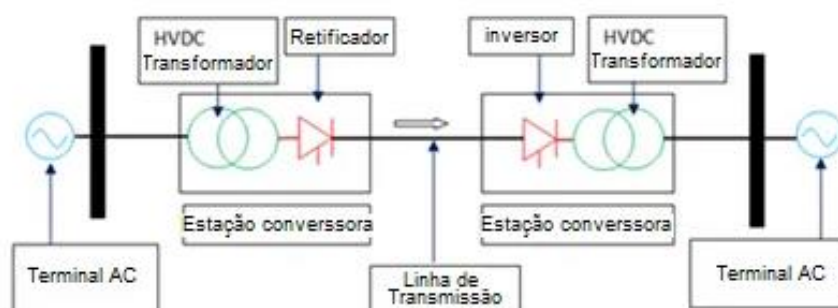 HVDC
Transformador
Retificador
inversor
HVDC
Transformador
Estação converssora
Estação converssora
Terminal AC
Linha de
Transmissão
Terminal AC